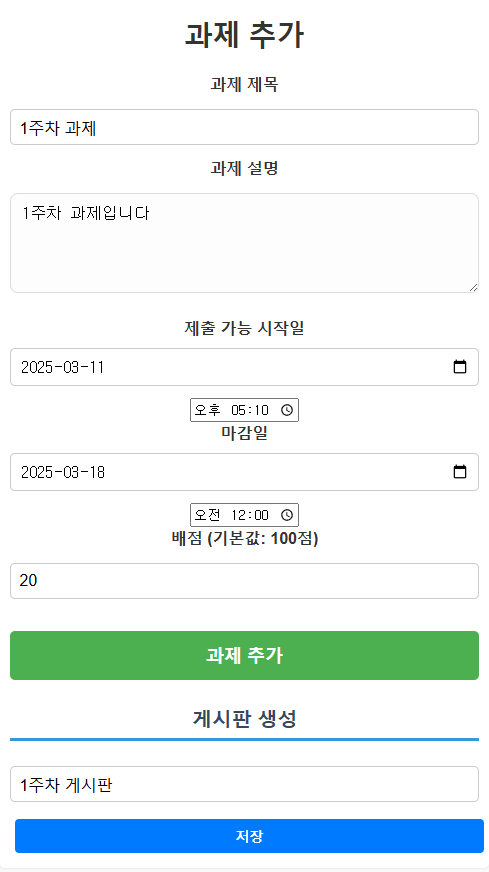 과제 추가
과제 제목
1주차 과제
과제 설명
1주차 과제입니다
제출 가능 시작일
2025-03-11
오후 05:10
마감일
2025-03-18
오전 12:00
배점 (기본값: 100점)
20
과제 추가
게시판 생성
1주차 게시판
저장